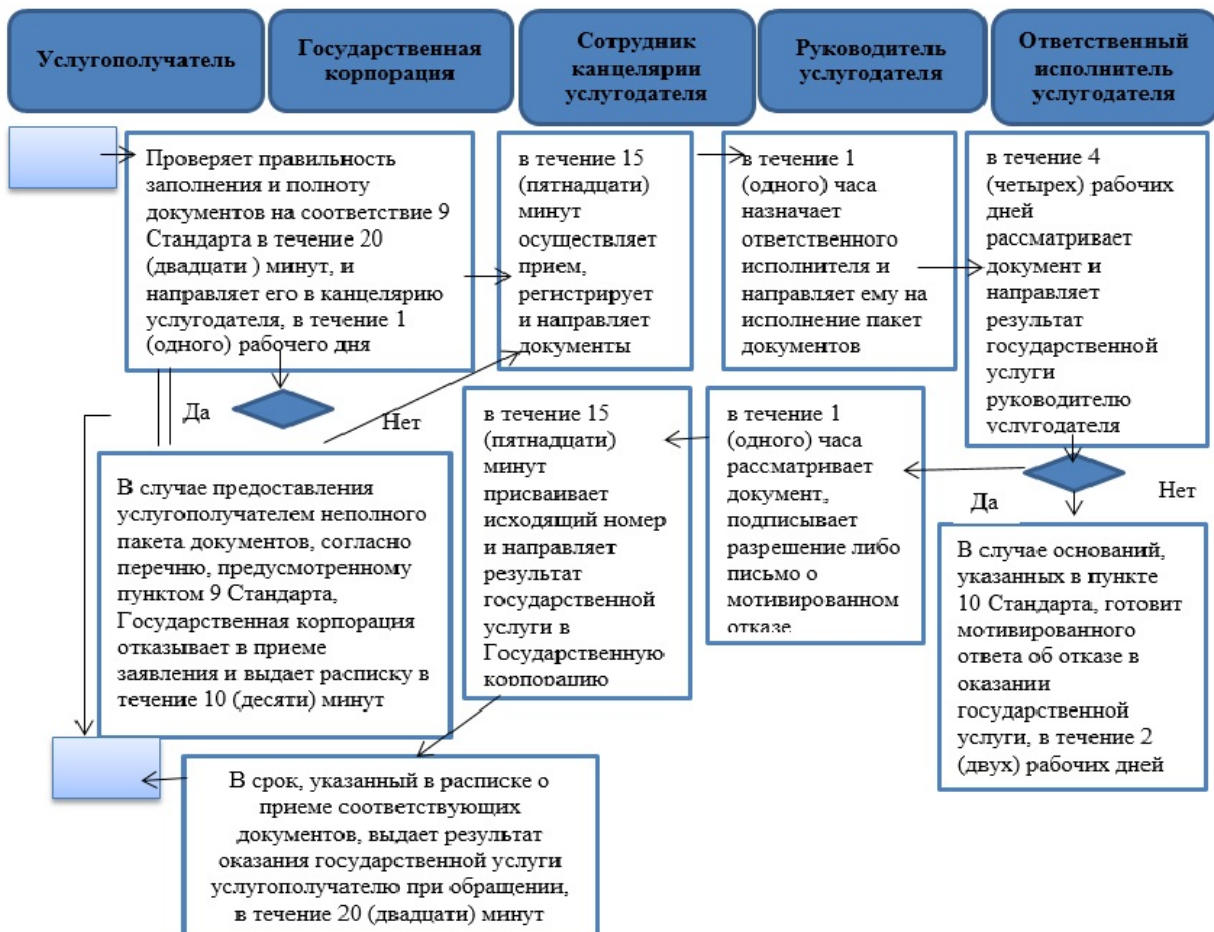 Услугополучатель
Государственная
корпорация
Сотрудник
канцелярии
услугодателя
Руководитель
услугодателя
Ответственный
исполнитель
услугодателя
Проверяет правильность
заполнения и полноту
документов на соответствие 9
Стандарта в течение 20
(двадцати ) минут, и
направляет его в канцелярию
услугодателя, в течение 1
(одного) рабочего дня
в течение 15
(пятнадцати)
минут
осуществляет
прием,
регистрирует
и направляет
документы
в течение 1
(одного) часа
назначает
ответственного
исполнителя и
направляет ему на
исполнение пакет
документов
в течение 4
(четырех) рабочих
дней
рассматривает
документ и
направляет
результат
государственной
услуги
руководителю
услугодателя
Да
Нет
В случае предоставления
услугополучателем неполного
пакета документов, согласно
перечню, предусмотренному
пунктом 9 Стандарта,
Государственная корпорация
отказывает в приеме
заявления и выдает расписку в
течение 10 (десяти) минут
в течение 15
(пятнадцати)
минут
присваивает
исходящий номер
и направляет
результат
государственной
услуги в
Государственную
корпорацию
в течение 1
(одного) часа
рассматривает
документ,
подписывает
разрешение либо
письмо о
мотивированном
отказе
Да
Нет
В случае оснований,
указанных в пункте
10 Стандарта, готовит
мотивированного
ответа об отказе в
оказании
государственной
услуги, в течение 2
(двух) рабочих дней
В срок, указанный в расписке о
приеме соответствующих
документов, выдает результат
оказания государственной услуги
услугополучателю при обращении,
в течение 20 (двадцати) минут